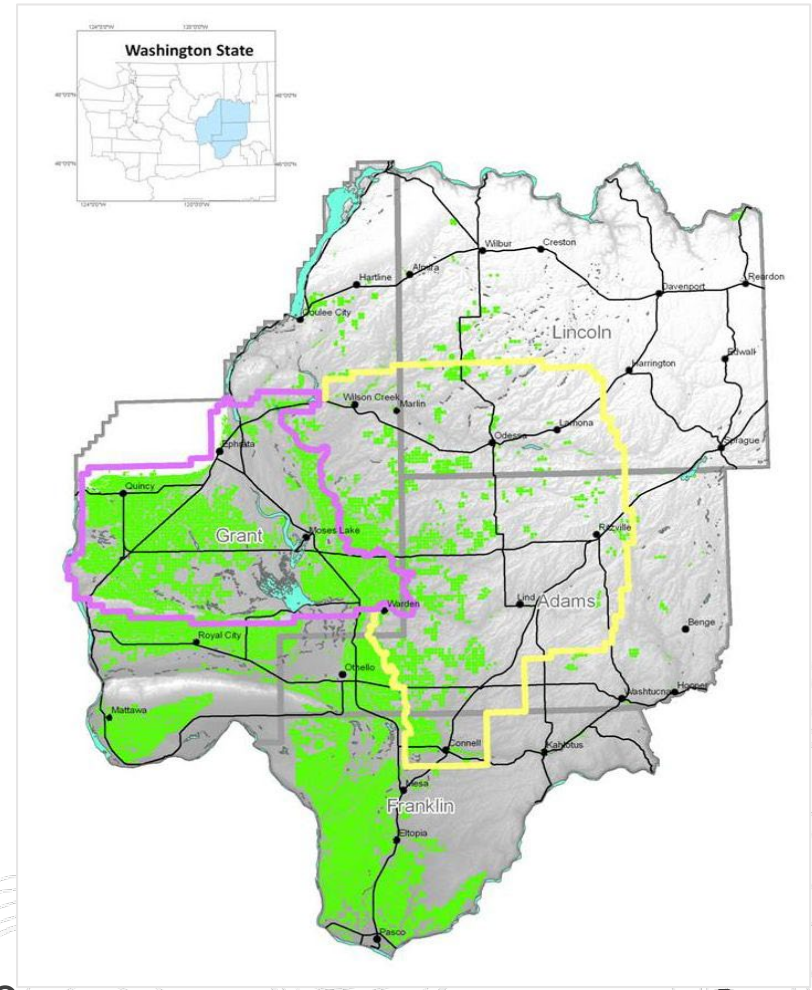 Washington State
Wilbur
Creston
Almira
Hartline
Reardon
Davenport
Coulee City
Lincoln
Edwall
Harrington
Wilson Creek
Marlin
Lamona
Odessa
Sprague
Ephrata
Quincy
Moses Lake
Grant
Ritzville
Lind
Adams
Warden
Benge
Royal City
Othello
Washtucna
Hooper
Mattawa
Connell
Kahlotus
Mesa
Franklin
Eltopia
Pasco